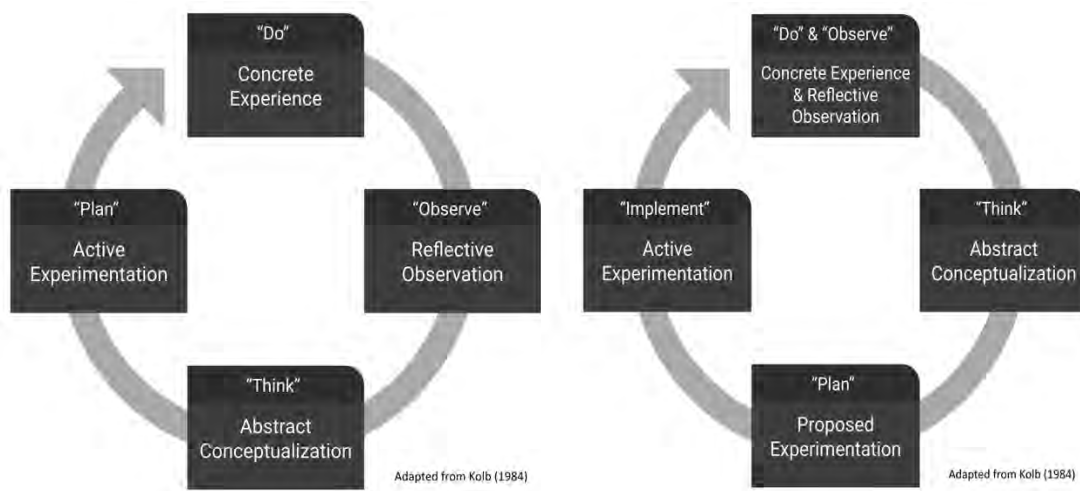 “Do”
Concrete
Experience
“Observe”
Reflective
Observation
“Think”
Abstract
Conceptualization
“Plan”
Active
Experimentation
Adapted from Kolb (1984)
“Do” & “Observe”
Concrete Experience
& Reflective
Observation
“Think”
Abstract
Conceptualization
“Plan”
Proposed
Experimentation
“Implement”
Active
Experimentation
Adapted from Kolb (1984)